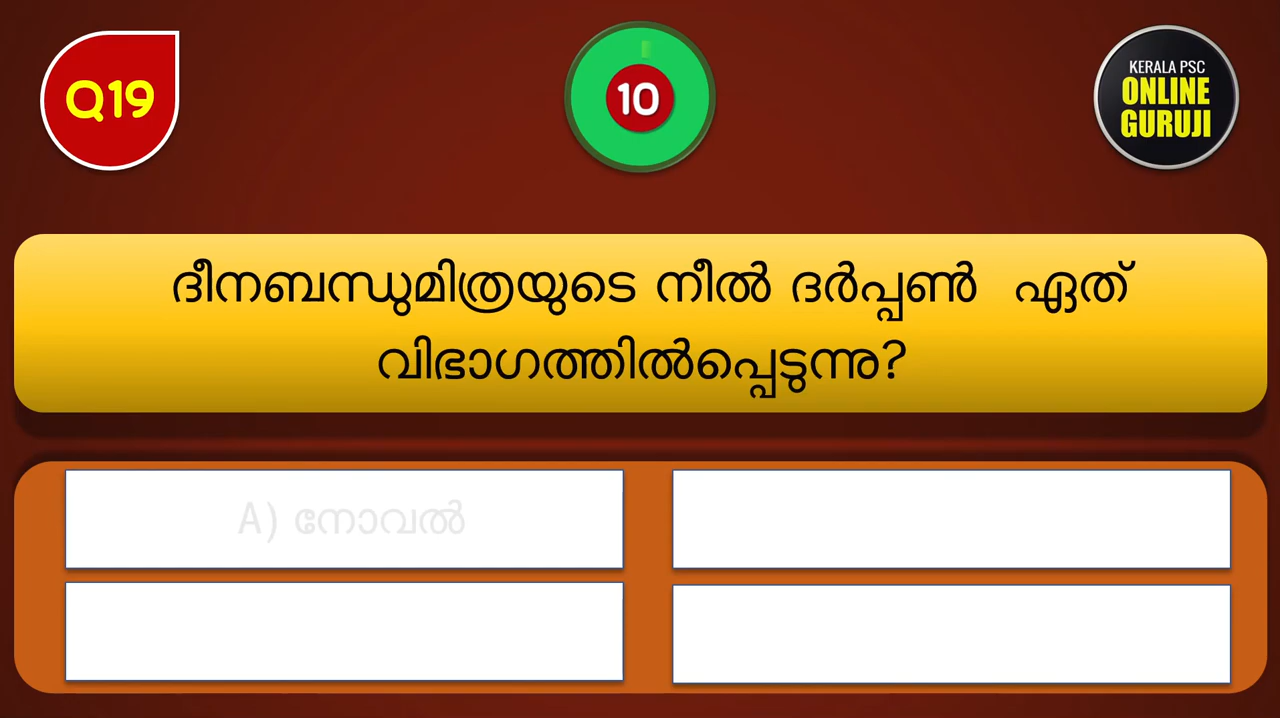 Q19
10
KERALA PSC
ONLINE
GURUJI
ദീനബന്ധുമിത്രയുടെ നീൽ ദർപ്പൺ ഏത്
വിഭാഗത്തിൽപ്പെടുന്നു?
A) നോവൽ